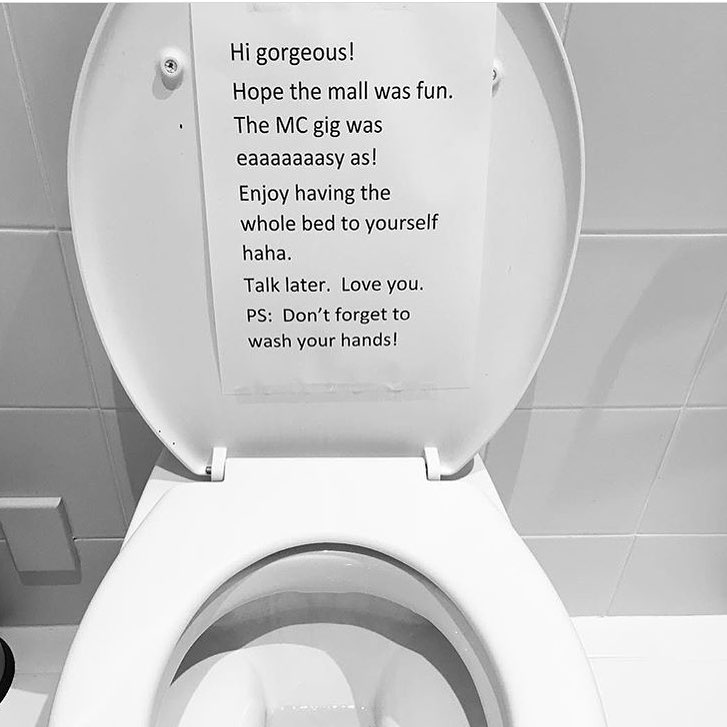 Hi gorgeous!
Hope the mall was fun.
The MC gig was
eaaaaaaasy as!
Enjoy having the
whole bed to yourself
haha.
Talk later. Love you.
PS: Don't forget to
wash your hands!